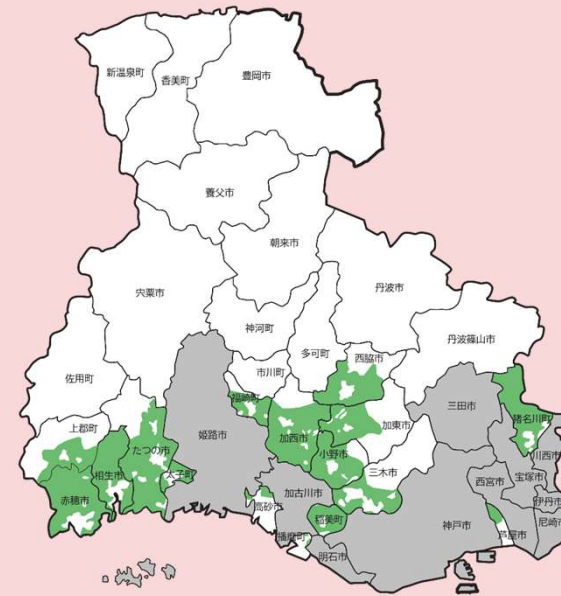 新温泉町
香美町
豊岡市
養父市
朝来市
宍粟市
丹波市
神河町
多可町
丹波篠山市
西脇市
市川町
佐用町
福崎町
三田市
猪名川町
上郡町
姫路市
加西市
加東市
たつの市
小野市
川西市
相生市
太子町
三木市
宝塚市
西宮市
赤穂市
加古川市
伊丹市
高砂市
稲美町
神戸市
尼崎市
芦屋市
播磨町
明石市